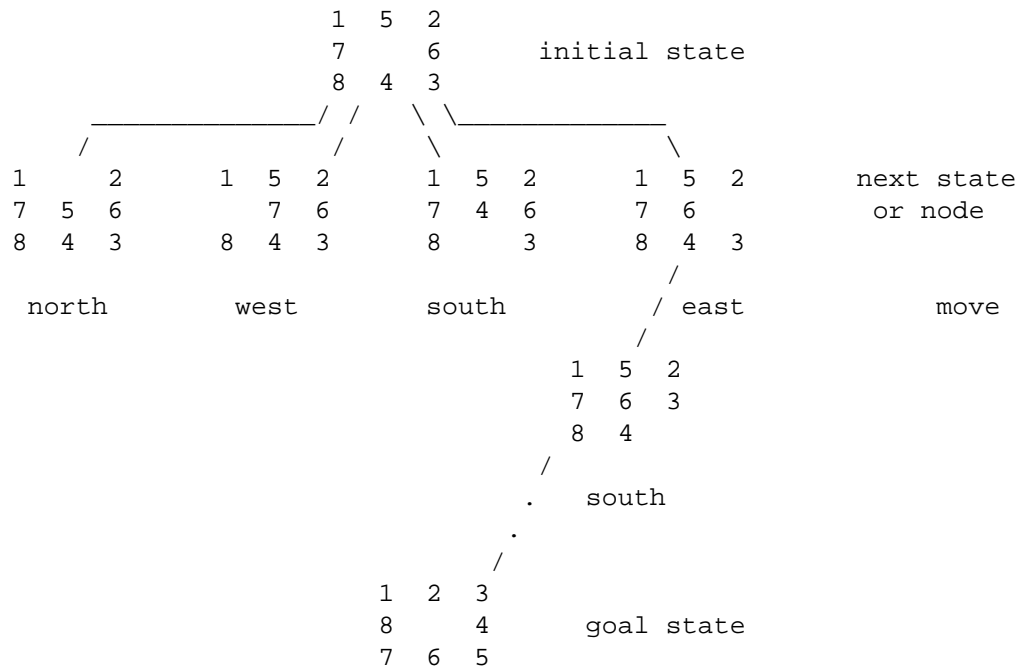 1 5 2
7 6 initial state
8 4 3
1 2 1 5 2 1 5 2 1 5 2 next state
7 5 6 7 6 7 4 6 7 6 or node
8 4 3 8 4 3 8 3 8 4 3
north west south east move
1 5 2
7 6 3
8 4
. south
.
1 2 3
8 4 goal state
7 6 5